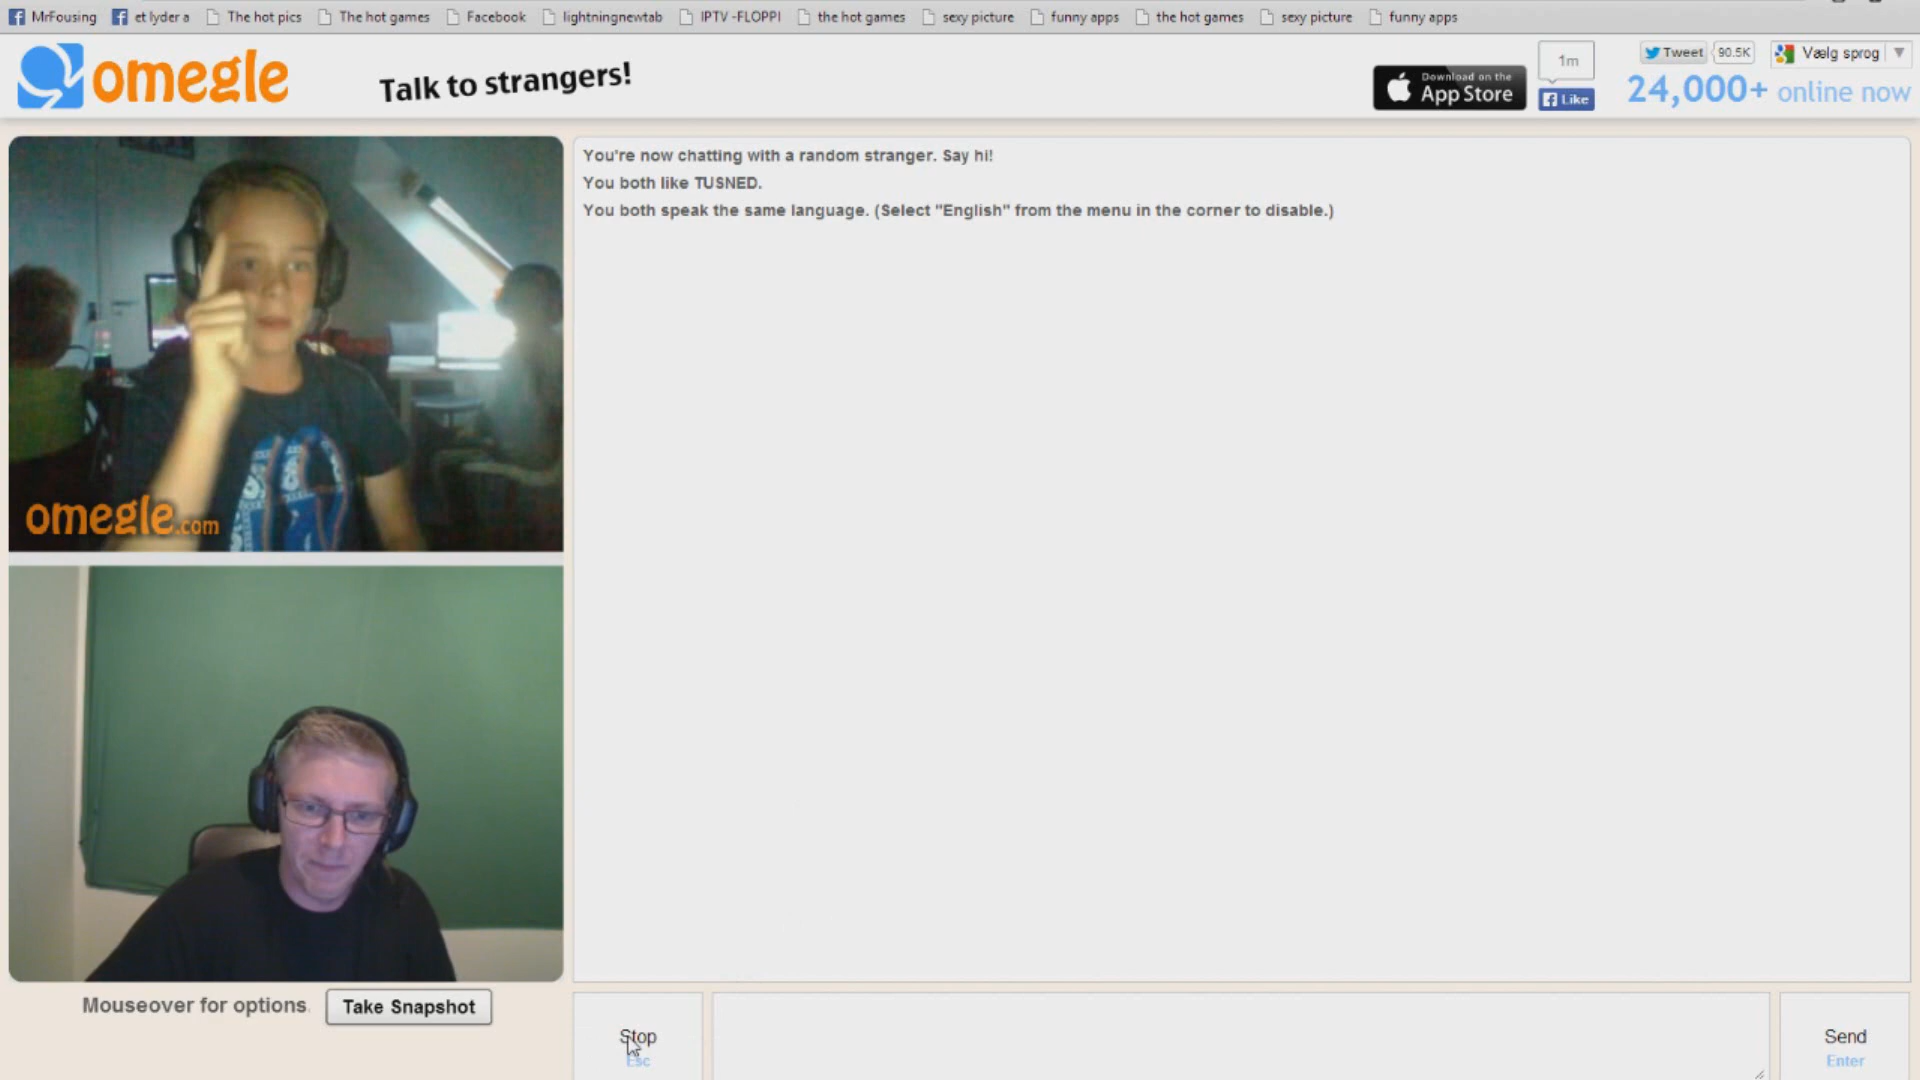 MrFousing et lyder a The hot pics The hot games Facebook lightningnewtab IPTV -FLOPPI the hot games sexy picture funny apps the hot games sexy picture funny apps
omegle Talk to strangers! Download on the App Store 1m Like Tweet 90.5K Vælg sprog
24,000+ online now
You're now chatting with a random stranger. Say hi!
You both like TUSNED.
You both speak the same language. (Select "English" from the menu in the corner to disable.)
omegle.com
Mouseover for options. Take Snapshot
Stop
Esc
Send
Enter